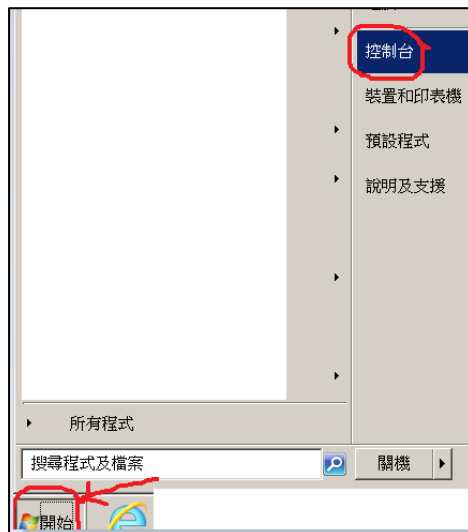 控制台
裝置和印表機
預設程式
說明及支援
所有程式
搜尋程式及檔案
關機
開始